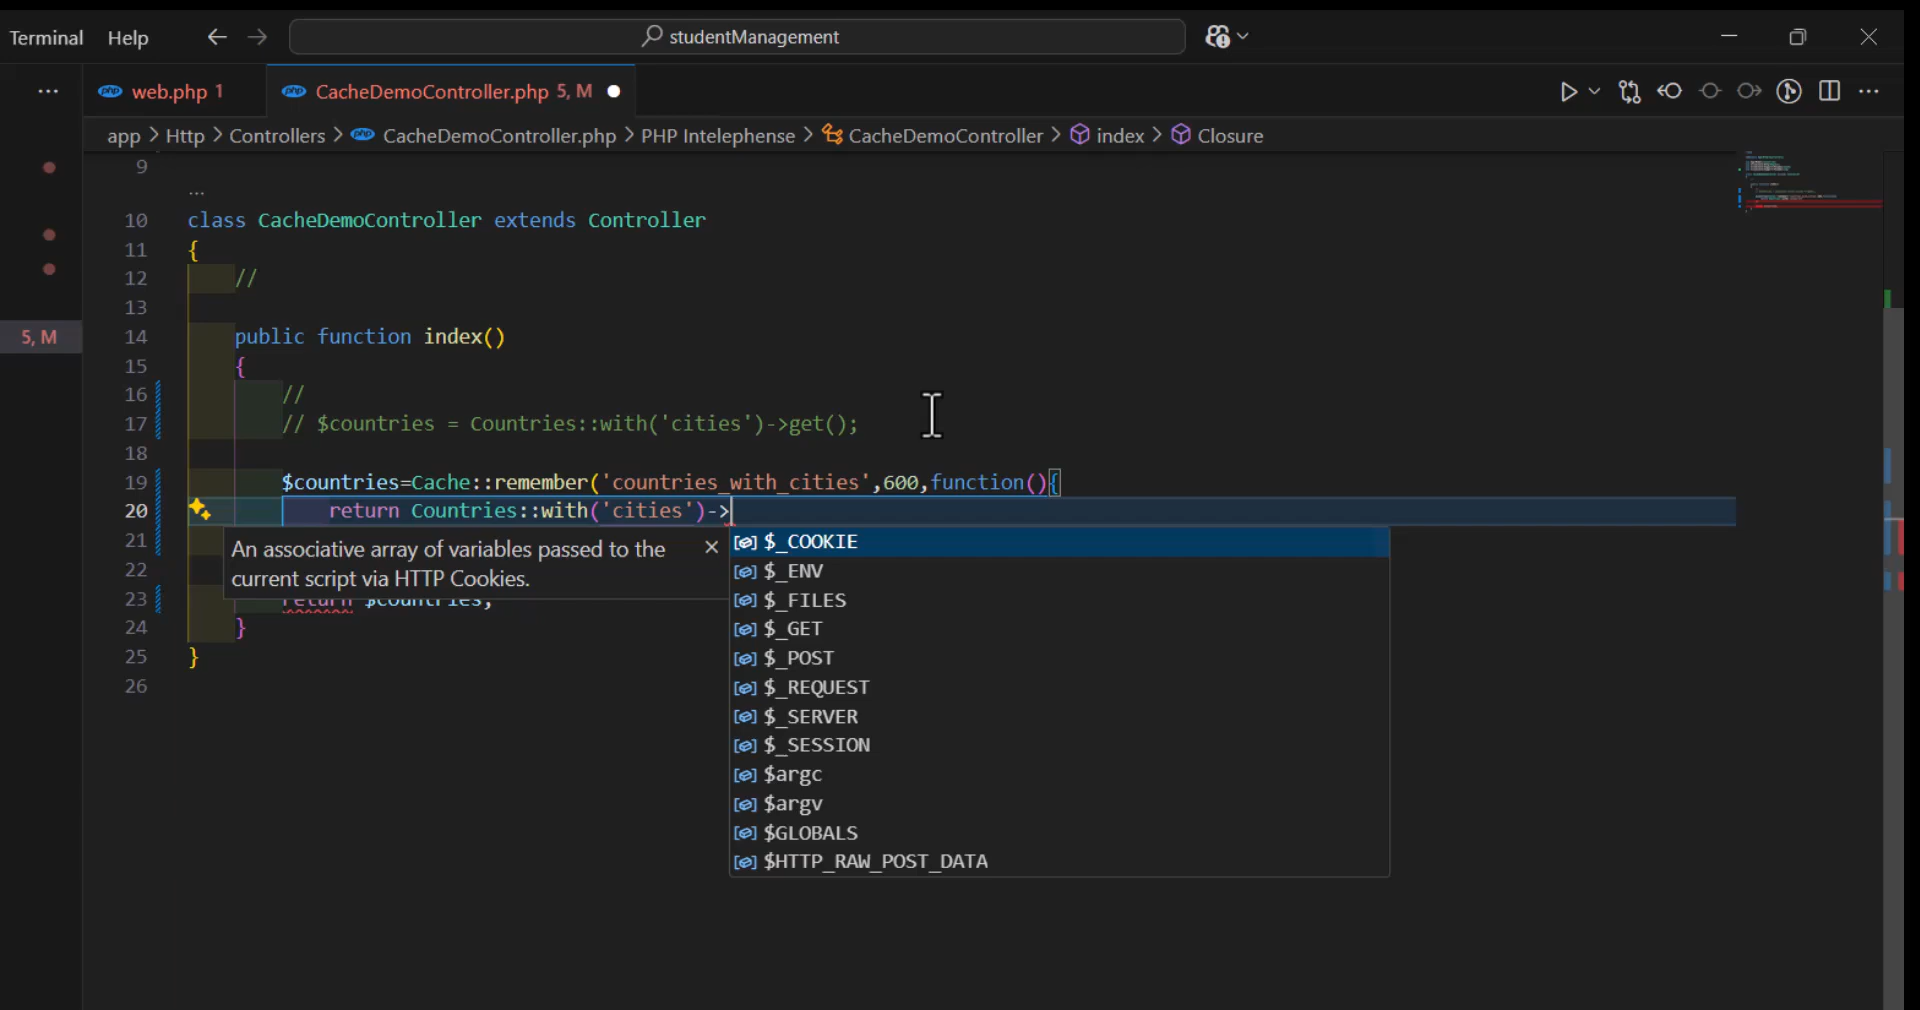 Terminal Help studentManagement
web.php 1 CacheDemoController.php 5, M
app > Http > Controllers > CacheDemoController.php > PHP Intelephense > CacheDemoController > index > Closure
9
...
10 class CacheDemoController extends Controller
11 {
12 //
13
14 public function index()
15 {
16 //
17 // $countries = Countries::with('cities')->get();
18
19 $countries=Cache::remember('countries_with_cities',600,function(){
20 return Countries::with('cities')->
21
22
23 return $countries;
24 }
25 }
26
5, M
An associative array of variables passed to the
current script via HTTP Cookies.
$_COOKIE
$_ENV
$_FILES
$_GET
$_POST
$_REQUEST
$_SERVER
$_SESSION
$argc
$argv
$GLOBALS
$HTTP_RAW_POST_DATA